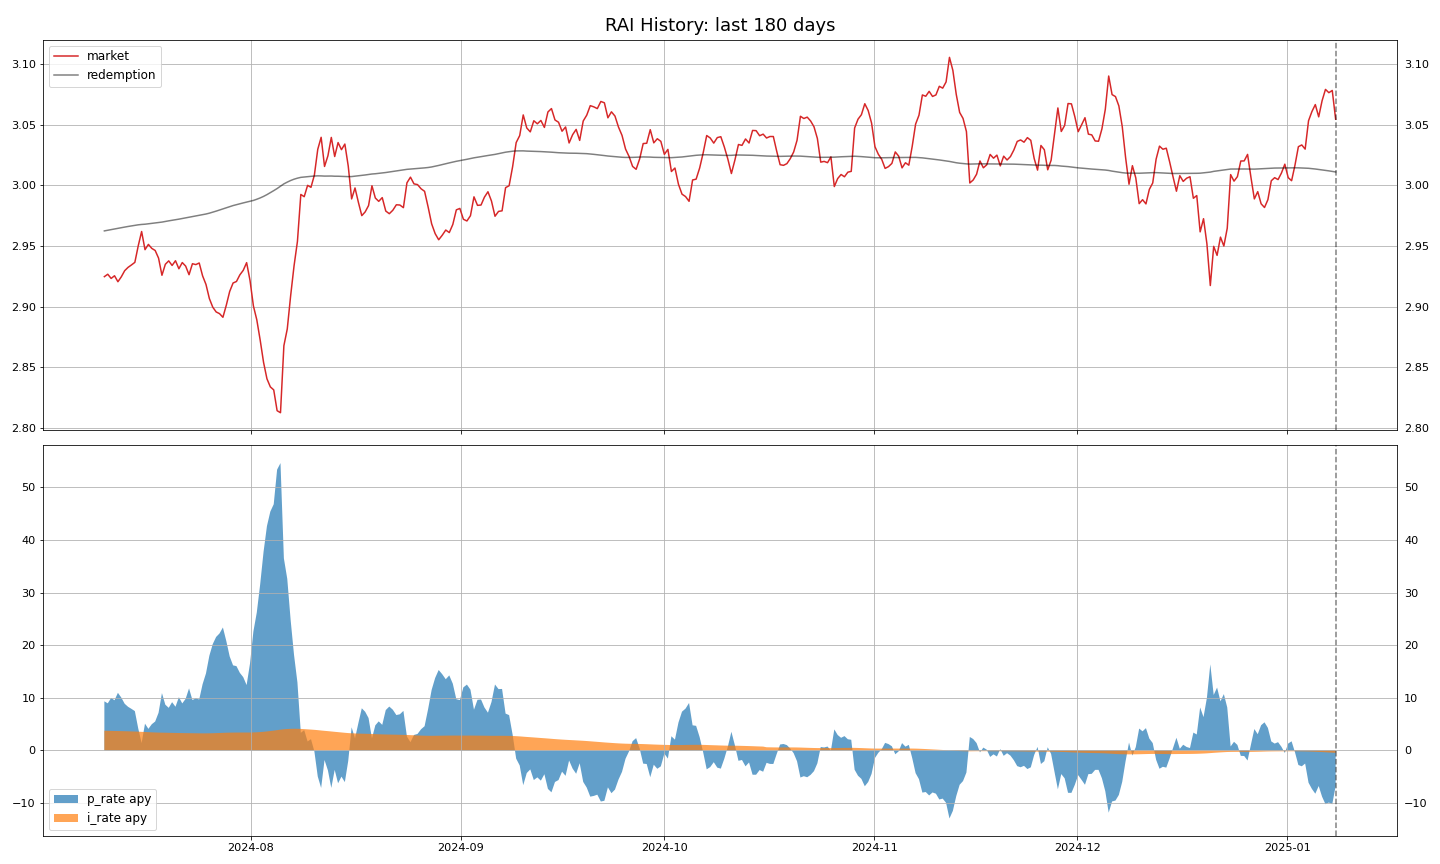 RAI History: last 180 days
market
redemption
3.10 3.10
3.05 3.05
3.00 3.00
2.95 2.95
2.90 2.90
2.85 2.85
2.80 2.80
50 50
40 40
30 30
20 20
10 10
0 0
−10 −10
p_rate apy
i_rate apy
2024-08 2024-09 2024-10 2024-11 2024-12 2025-01